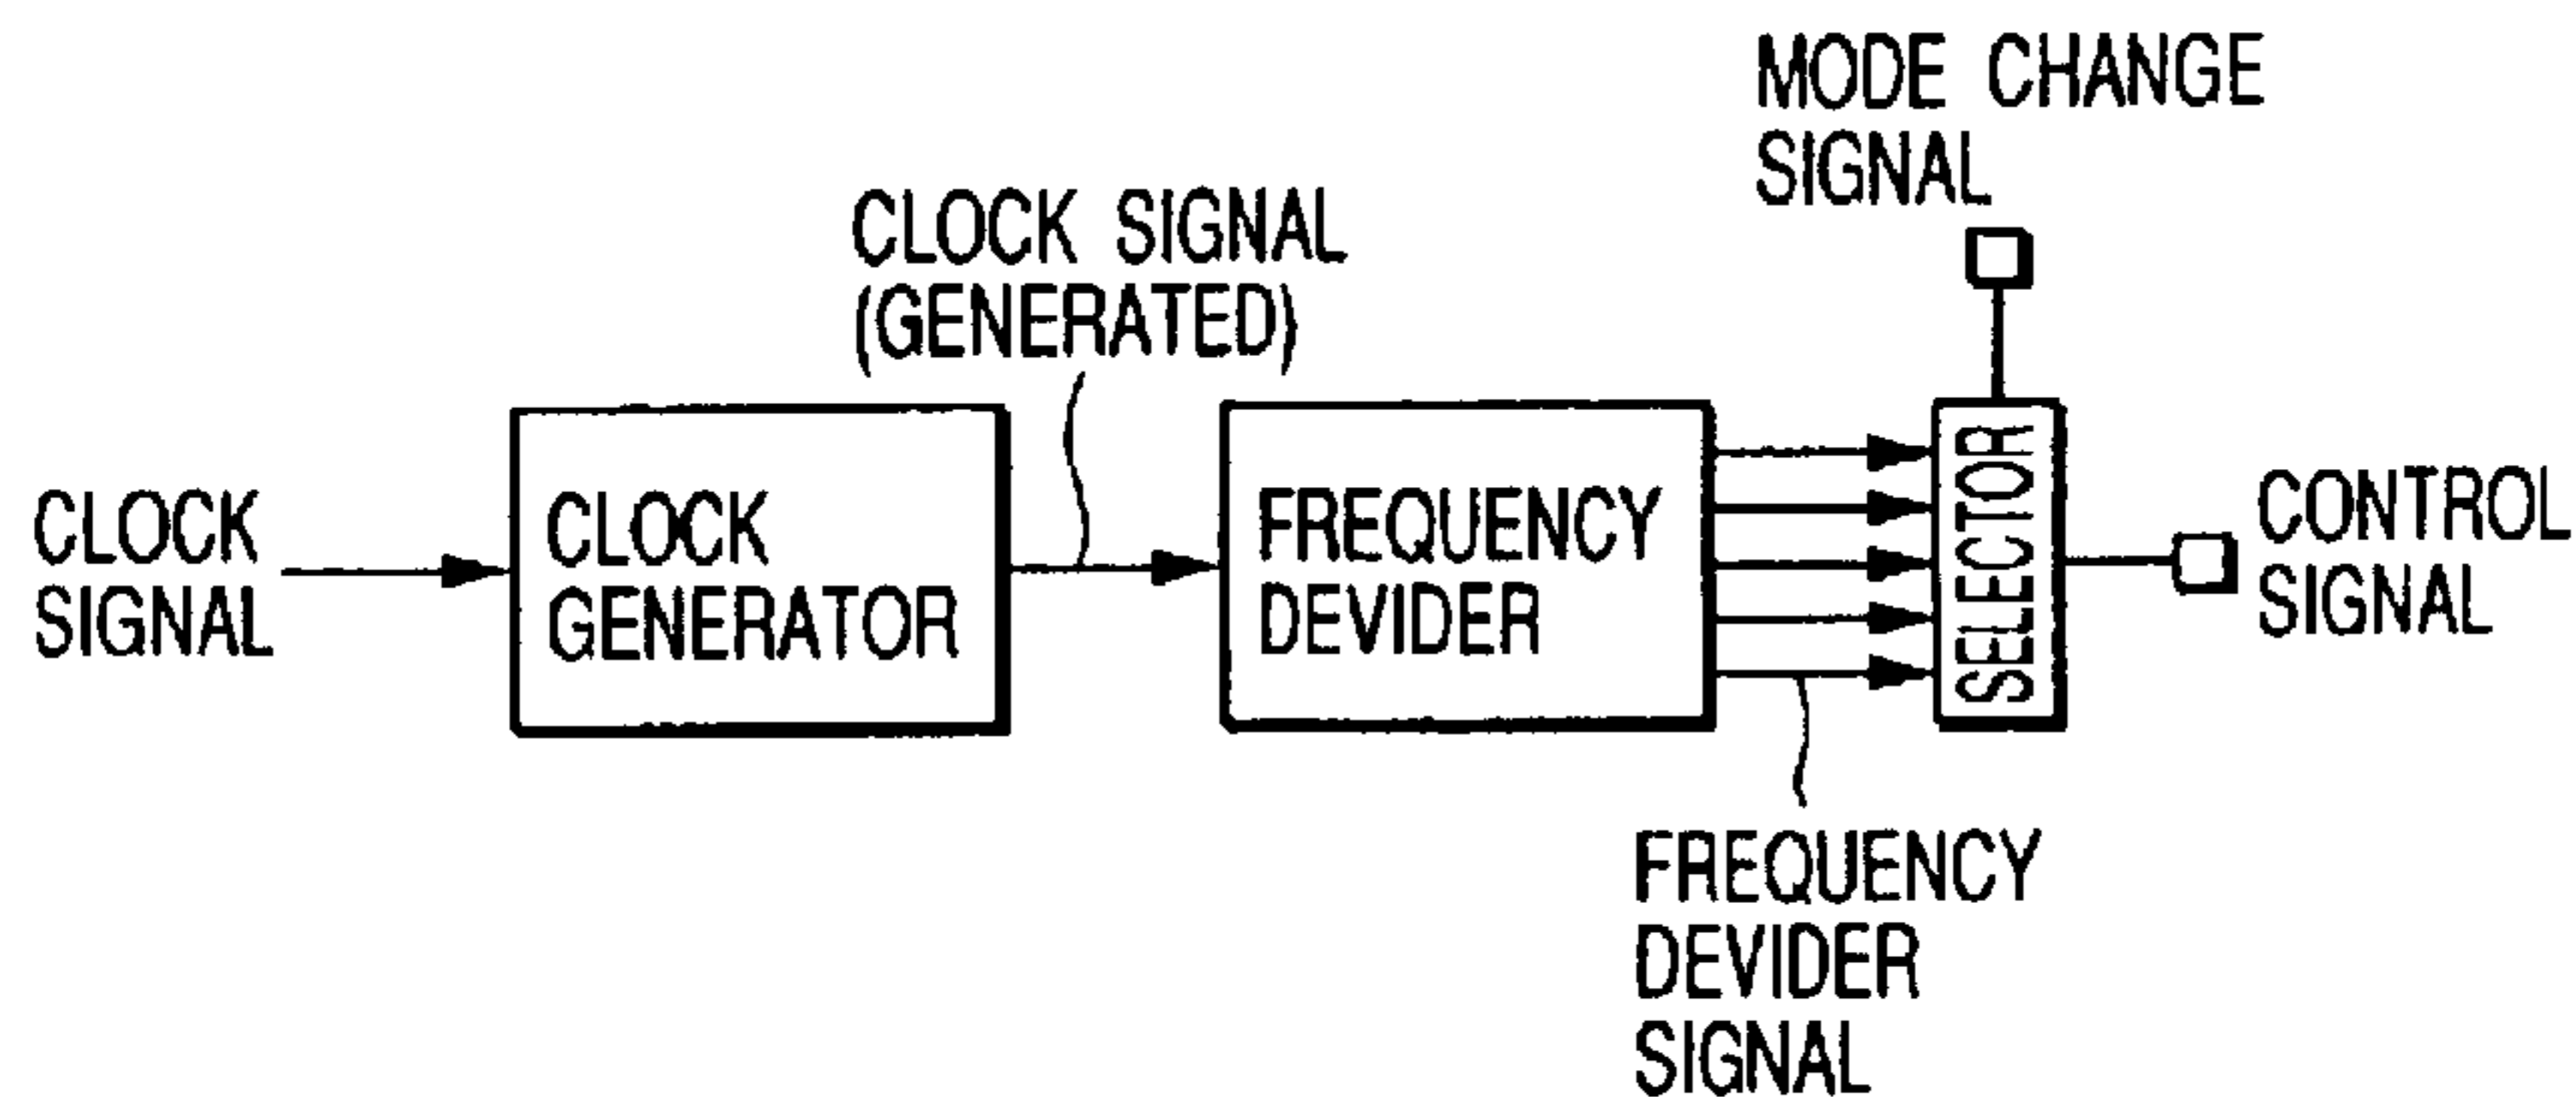 MODE CHANGE
SIGNAL
CLOCK SIGNAL
(GENERATED)
CLOCK
SIGNAL
CLOCK
GENERATOR
FREQUENCY
DEVIDER
SELECTOR
CONTROL
SIGNAL
FREQUENCY
DEVIDER
SIGNAL